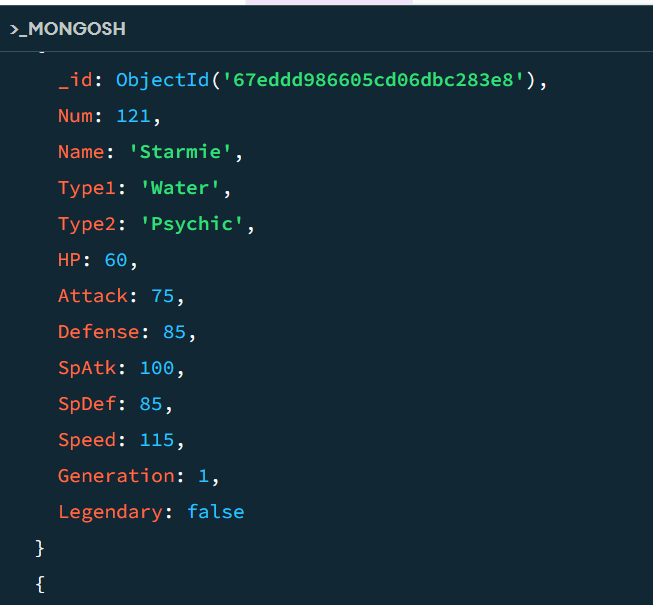 >_MONGOSH
_id: ObjectId('67eddd986605cd06dbc283e8'),
Num: 121,
Name: 'Starmie',
Type1: 'Water',
Type2: 'Psychic',
HP: 60,
Attack: 75,
Defense: 85,
SpAtk: 100,
SpDef: 85,
Speed: 115,
Generation: 1,
Legendary: false
}
{